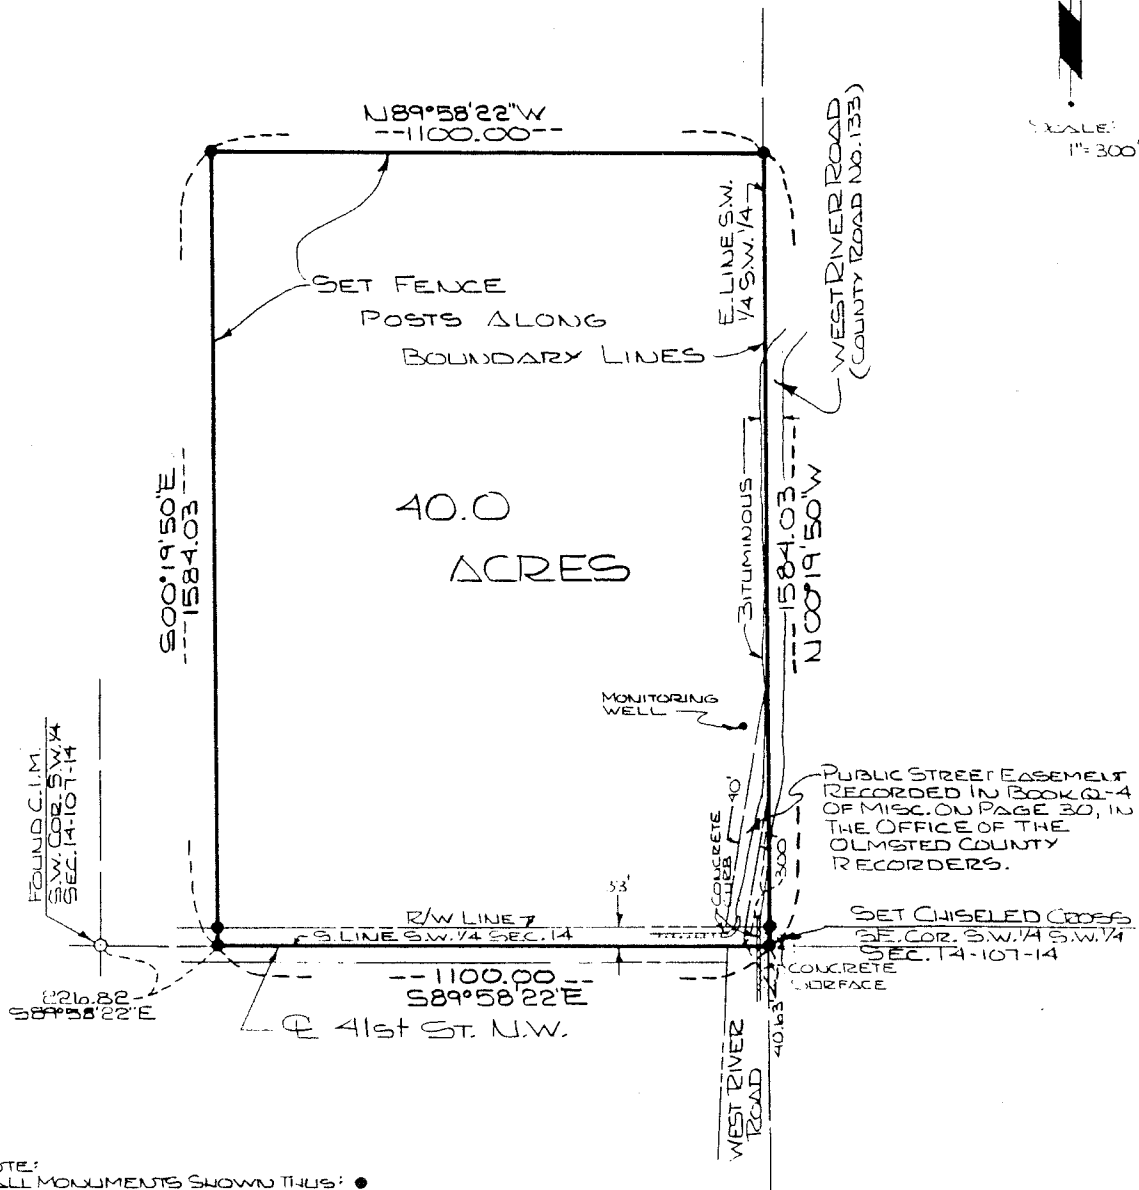 N89°58'22"W
1100.00
SCALE:
1"=300'
WEST RIVER ROAD
(COUNTY ROAD NO. 133)
E. LINE S.W.
1/4 S.W. 1/4
SET FENCE
POSTS ALONG
BOUNDARY LINES
S00°19'50"E
1584.03
40.0
ACRES
BITUMINOUS
1584.03
N00°19'50"W
MONITORING
WELL
FOUND C.I.M.
S.W. COR. S.W. 1/4
SEC. 14-107-14
CONCRETE
CURB
40'
300
PUBLIC STREET EASEMENT
RECORDED IN BOOK Q-4
OF MISC. ON PAGE 30, IN
THE OFFICE OF THE
OLMSTED COUNTY
RECORDERS.
33'
R/W LINE
S. LINE S.W. 1/4 SEC. 14
SET CHISELED CROSS
S.E. COR. S.W. 1/4 S.W. 1/4
SEC. 14-107-14
CONCRETE
SURFACE
1100.00
S89°58'22"E
226.82
S89°58'22"E
℄ 41st ST. N.W.
40.63
WEST RIVER
ROAD
OTE:
ALL MONUMENTS SHOWN THUS: ●